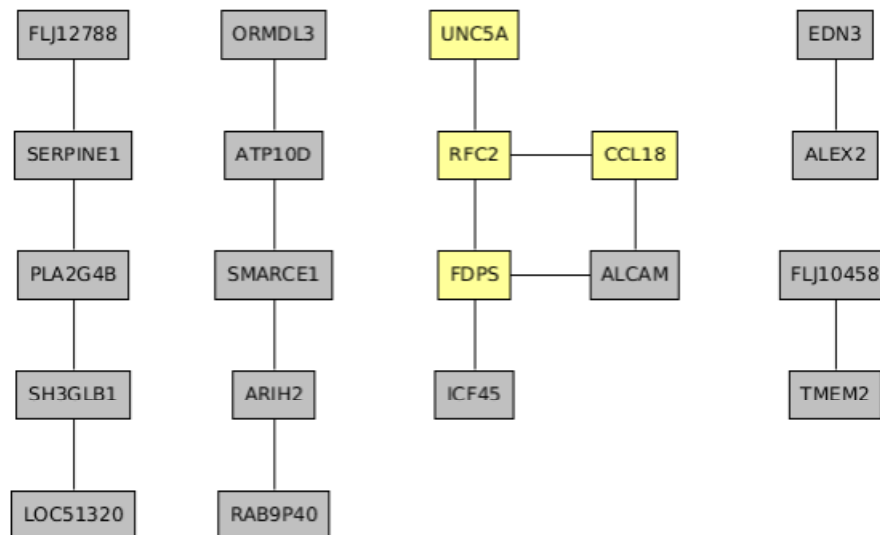 FLJ12788
ORMDL3
UNC5A
EDN3
SERPINE1
ATP10D
RFC2
CCL18
ALEX2
PLA2G4B
SMARCE1
FDPS
ALCAM
FLJ10458
SH3GLB1
ARIH2
ICF45
TMEM2
LOC51320
RAB9P40